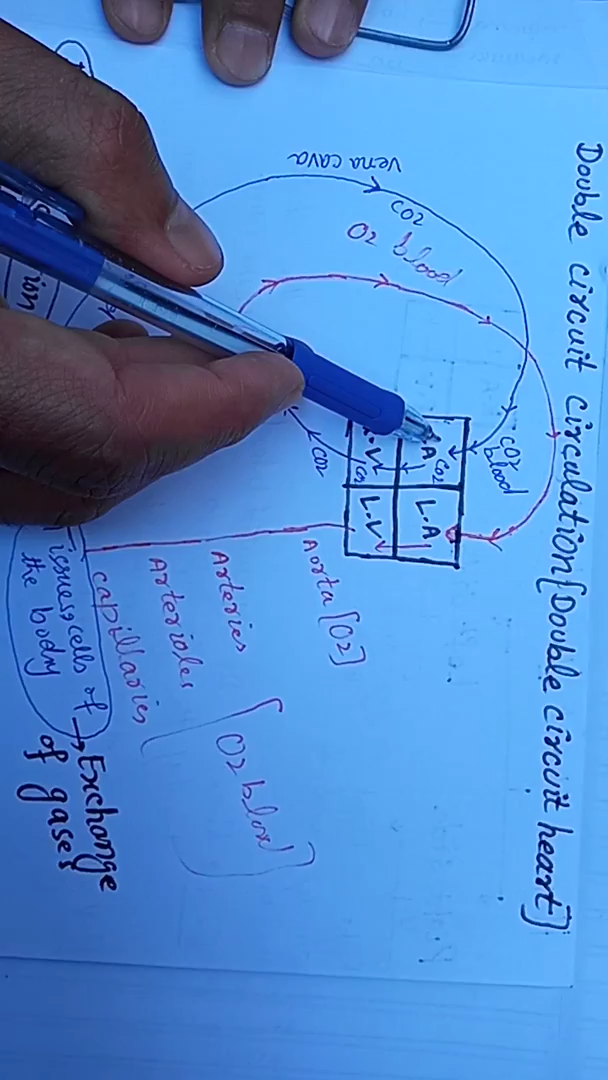 Double circuit circulation{Double circuit heart}
vena cava
CO2
O2 blood
CO2
blood
A
CO2
L.A
.V
CO2
L.V
CO2
Aorta [O2]
Arteries
Arterioles
capillaries
[O2 blood]
tissues, cells of
the body
Exchange
of gases
ion